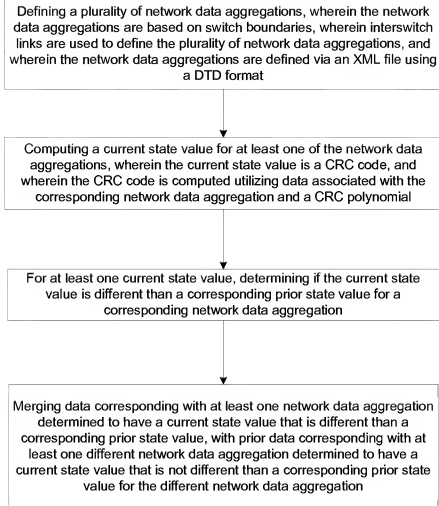 Defining a plurality of network data aggregations, wherein the network
data aggregations are based on switch boundaries, wherein interswitch
links are used to define the plurality of network data aggregations, and
wherein the network data aggregations are defined via an XML file using
a DTD format
Computing a current state value for at least one of the network data
aggregations, wherein the current state value is a CRC code, and
wherein the CRC code is computed utilizing data associated with the
corresponding network data aggregation and a CRC polynomial
For at least one current state value, determining if the current state
value is different than a corresponding prior state value for a
corresponding network data aggregation
Merging data corresponding with at least one network data aggregation
determined to have a current state value that is different than a
corresponding prior state value, with prior data corresponding with at
least one different network data aggregation determined to have a
current state value that is not different than a corresponding prior state
value for the different network data aggregation